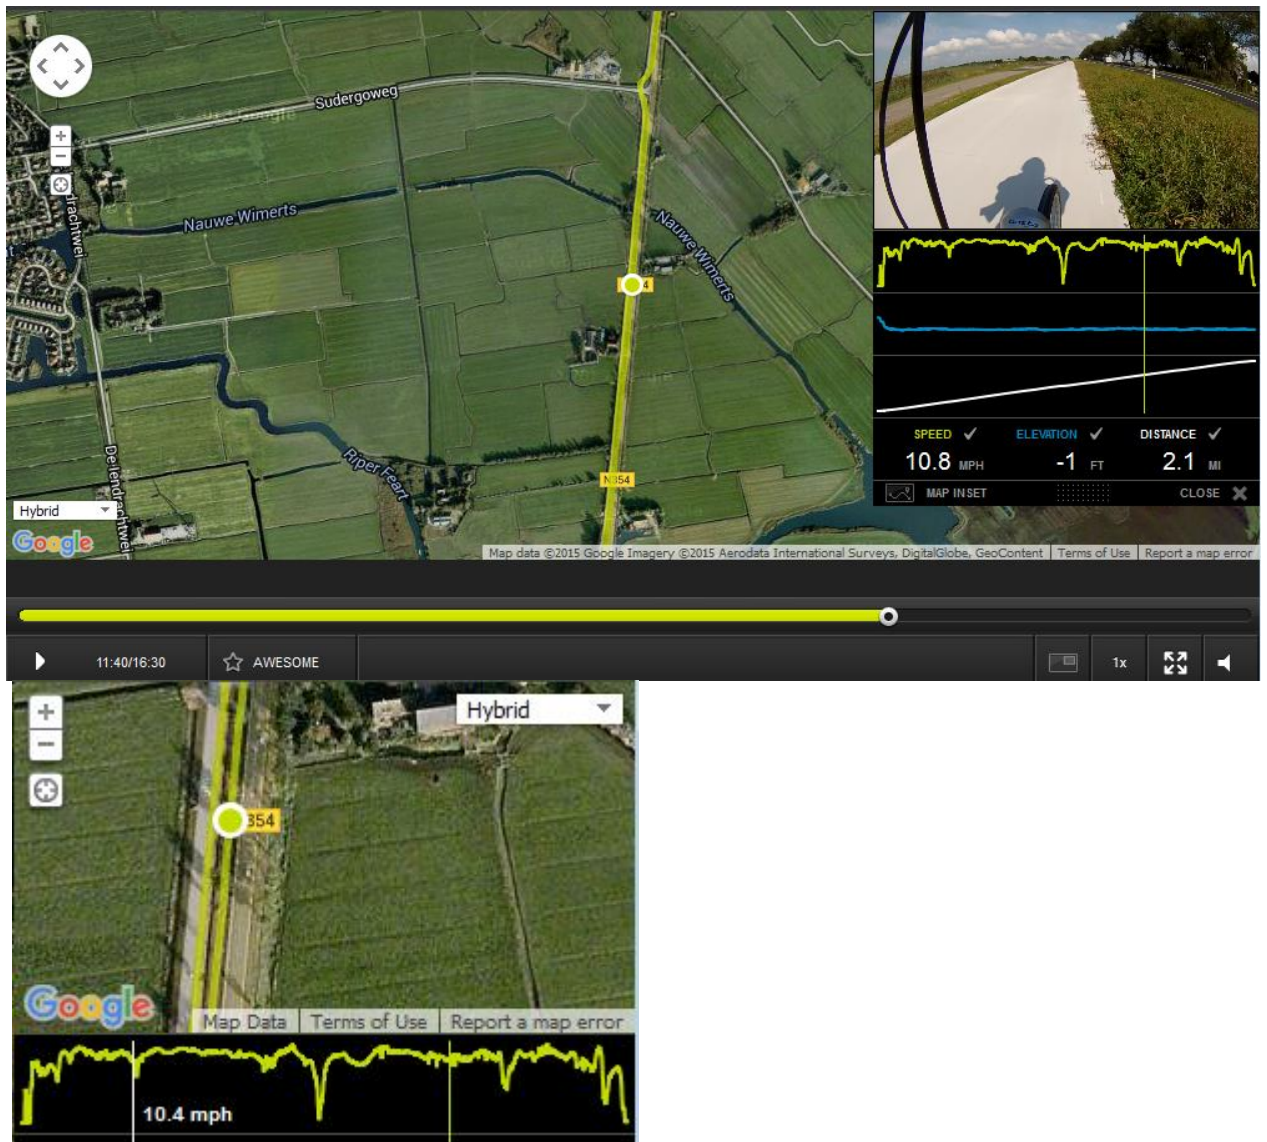 Sudergoweg
Nauwe Wimerts
Nauwe Wimerts
4
SPEED
ELEVATION
DISTANCE
10.8 MPH
-1 FT
2.1 MI
MAP INSET
CLOSE
Riper Feart
N354
Hybrid
Google
Map data ©2015 Google Imagery ©2015 Aerodata International Surveys, DigitalGlobe, GeoContent
Terms of Use
Report a map error
11:40/16:30
AWESOME
1x
Hybrid
354
Google
Map Data
Terms of Use
Report a map error
10.4 mph